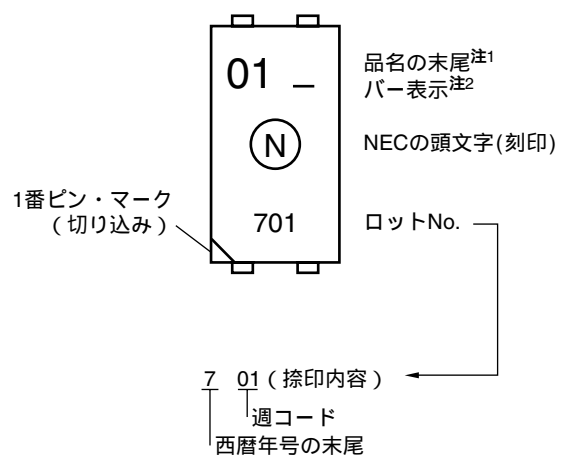 01 _ 品名の末尾注1
バー表示注2
N NECの頭文字(刻印)
1番ピン・マーク
(切り込み)
701 ロットNo.
7 01(捺印内容)
週コード
西暦年号の末尾